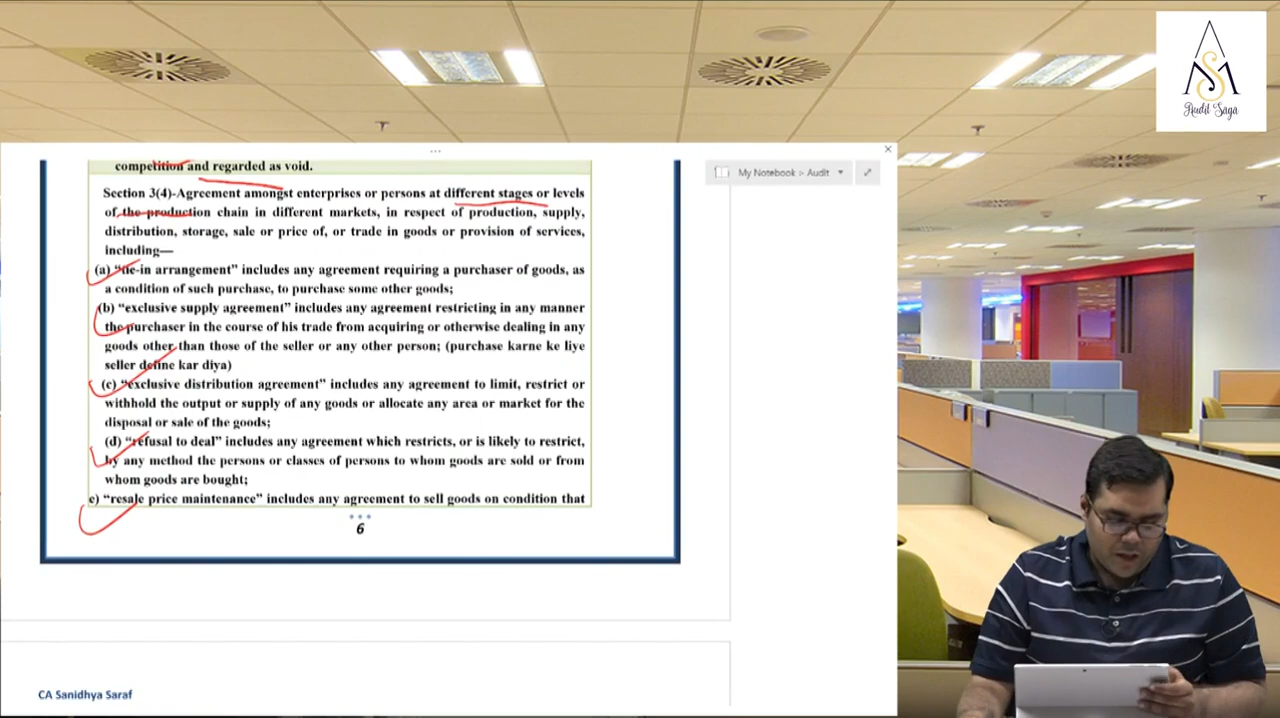 SM
Audit Saga
My Notebook > Audit
competition and regarded as void.
Section 3(4)-Agreement amongst enterprises or persons at different stages or levels
of the production chain in different markets, in respect of production, supply,
distribution, storage, sale or price of, or trade in goods or provision of services,
including—
(a) “tie-in arrangement” includes any agreement requiring a purchaser of goods, as
a condition of such purchase, to purchase some other goods;
(b) “exclusive supply agreement” includes any agreement restricting in any manner
the purchaser in the course of his trade from acquiring or otherwise dealing in any
goods other than those of the seller or any other person; (purchase karne ke liye
seller define kar diya)
(c) “exclusive distribution agreement” includes any agreement to limit, restrict or
withhold the output or supply of any goods or allocate any area or market for the
disposal or sale of the goods;
(d) “refusal to deal” includes any agreement which restricts, or is likely to restrict,
by any method the persons or classes of persons to whom goods are sold or from
whom goods are bought;
e) “resale price maintenance” includes any agreement to sell goods on condition that
6
CA Sanidhya Saraf